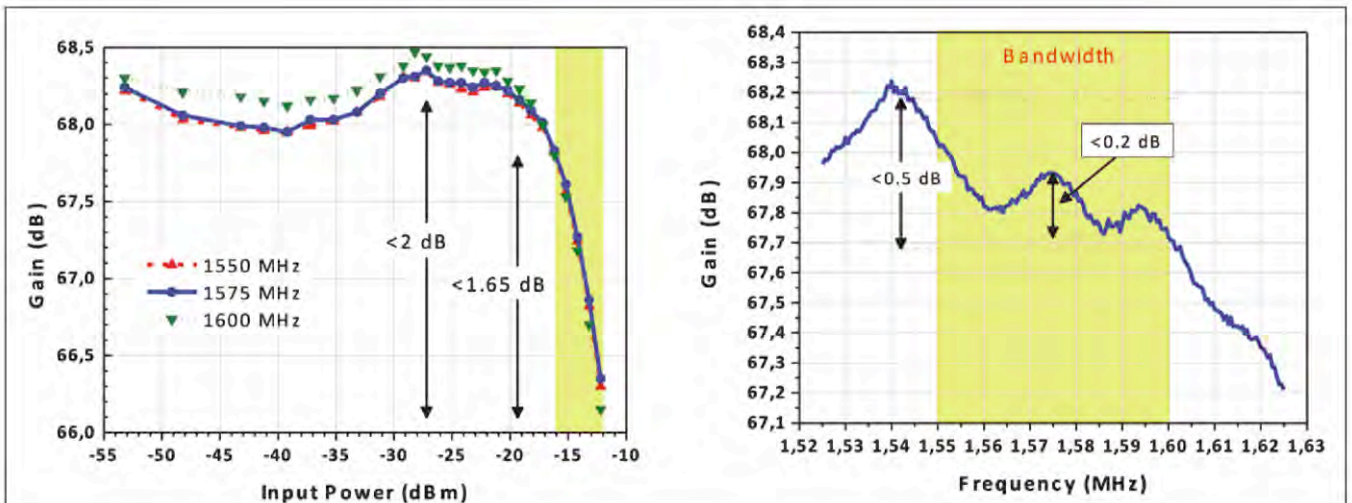 68,5
68,0
67,5
67,0
66,5
66,0
Gain (dB)
<2 dB
<1.65 dB
1550 MHz
1575 MHz
1600 MHz
-55 -50 -45 -40 -35 -30 -25 -20 -15 -10
Input Power (dBm)
68,4
68,3
68,2
68,1
68,0
67,9
67,8
67,7
67,6
67,5
67,4
67,3
67,2
67,1
Gain (dB)
Bandwidth
<0.2 dB
<0,5 dB
1,52 1,53 1,54 1,55 1,56 1,57 1,58 1,59 1,60 1,61 1,62 1,63
Frequency (MHz)